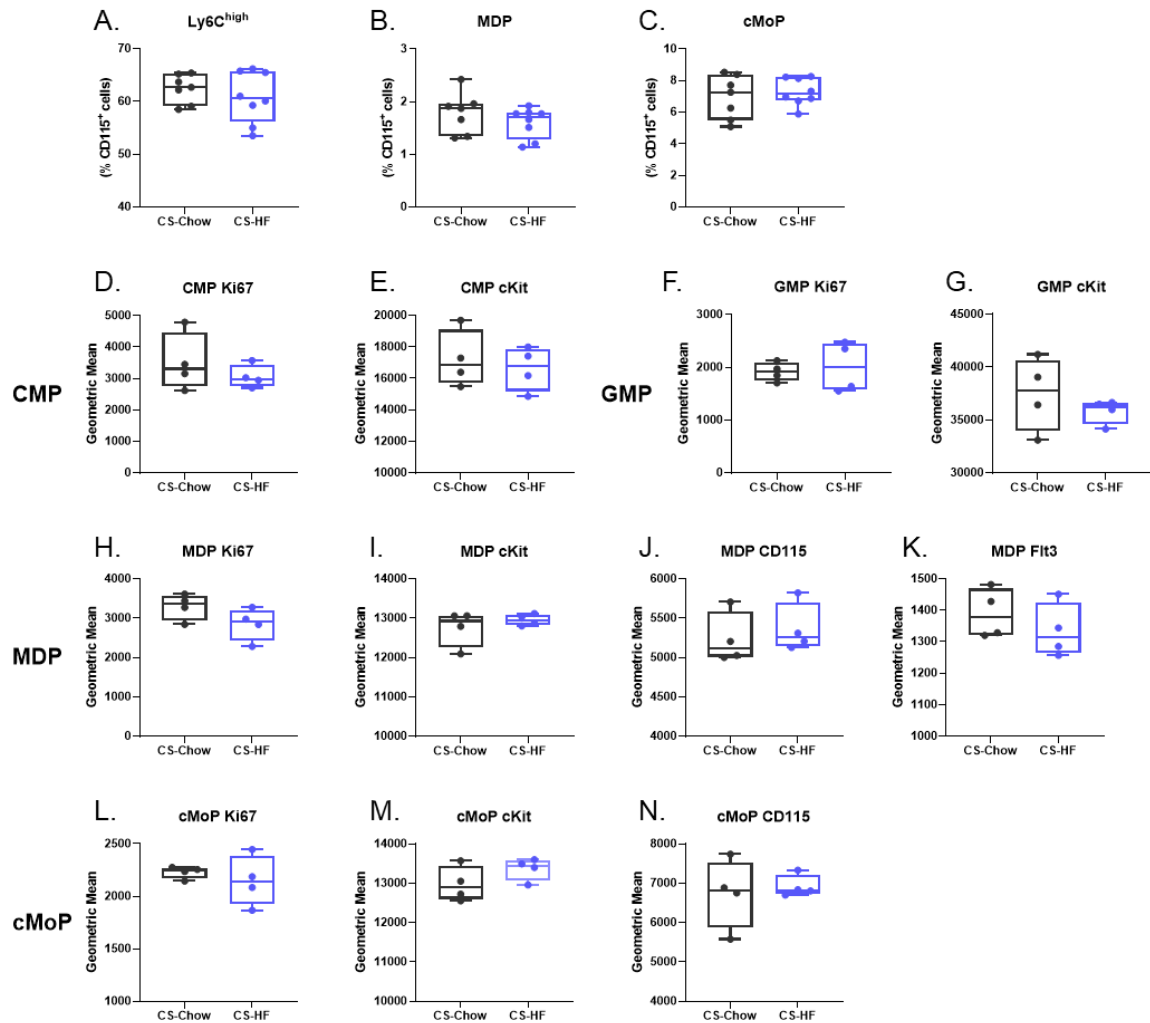 A. Ly6Chigh
B. MDP
C. cMoP
70
60
50
40
(% CD115+ cells)
CS-Chow CS-HF
3
2
1
0
(% CD115+ cells)
CS-Chow CS-HF
10
8
6
4
2
0
(% CD115+ cells)
CS-Chow CS-HF
CMP
D. CMP Ki67
5000
4000
3000
2000
1000
0
Geometric Mean
CS-Chow CS-HF
E. CMP cKit
20000
18000
16000
14000
12000
10000
Geometric Mean
CS-Chow CS-HF
GMP
F. GMP Ki67
3000
2000
1000
0
Geometric Mean
CS-Chow CS-HF
G. GMP cKit
45000
40000
35000
30000
Geometric Mean
CS-Chow CS-HF
MDP
H. MDP Ki67
4000
3000
2000
1000
0
Geometric Mean
CS-Chow CS-HF
I. MDP cKit
14000
13000
12000
11000
10000
Geometric Mean
CS-Chow CS-HF
J. MDP CD115
6000
5500
5000
4500
4000
Geometric Mean
CS-Chow CS-HF
K. MDP Flt3
1500
1400
1300
1200
1100
1000
Geometric Mean
CS-Chow CS-HF
cMoP
L. cMoP Ki67
2500
2000
1500
1000
Geometric Mean
CS-Chow CS-HF
M. cMoP cKit
14000
13000
12000
11000
10000
Geometric Mean
CS-Chow CS-HF
N. cMoP CD115
8000
7000
6000
5000
4000
Geometric Mean
CS-Chow CS-HF